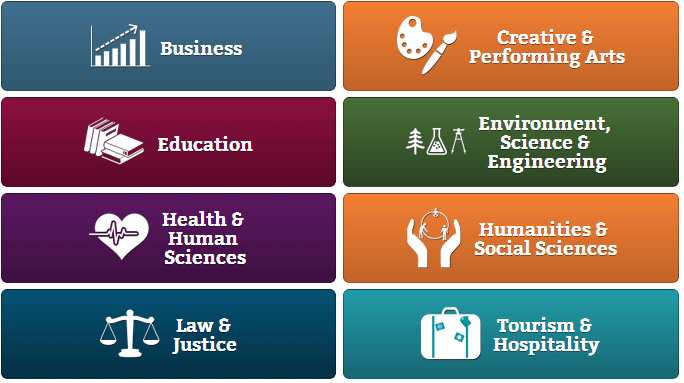 Business
Creative &
Performing Arts
Education
Environment,
Science &
Engineering
Health &
Human
Sciences
Humanities &
Social Sciences
Law &
Justice
Tourism &
Hospitality